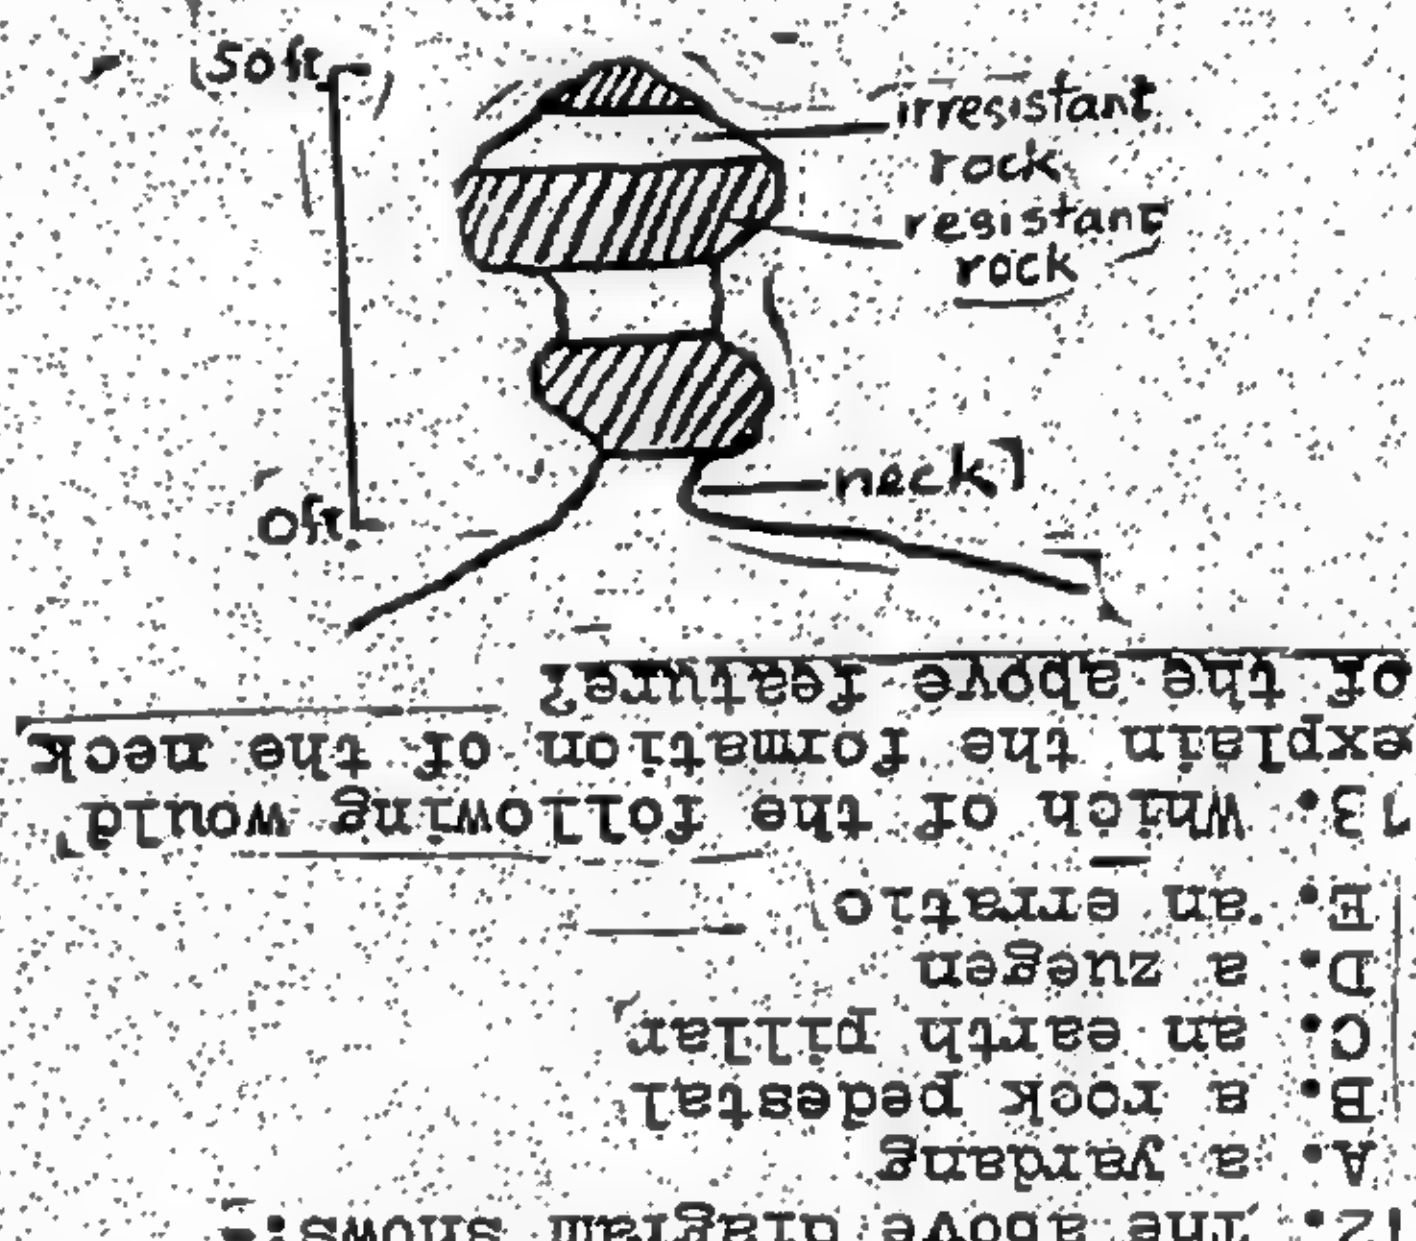 50ft
irresistant
rock
resistant
rock
neck
0ft.
12. The above diagram shows:-
A. a yardang
B. a rock pedestal
C. an earth pillar
D. a zuegen
E. an erratic
13. Which of the following would
explain the formation of the neck
of the above feature?